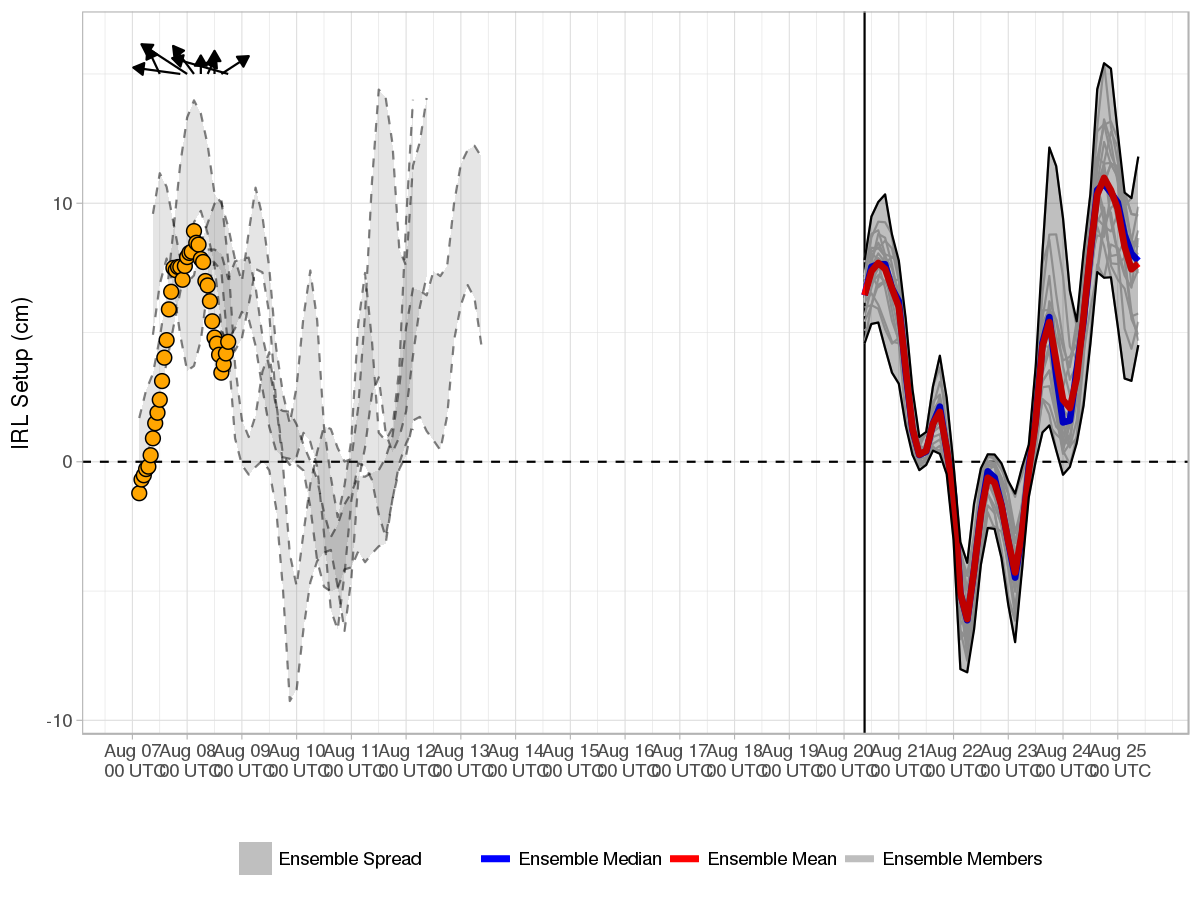 IRL Setup (cm)
10
0
-10
Aug 07 Aug 08 Aug 09 Aug 10 Aug 11 Aug 12 Aug 13 Aug 14 Aug 15 Aug 16 Aug 17 Aug 18 Aug 19 Aug 20 Aug 21 Aug 22 Aug 23 Aug 24 Aug 25
00 UTC 00 UTC 00 UTC 00 UTC 00 UTC 00 UTC 00 UTC 00 UTC 00 UTC 00 UTC 00 UTC 00 UTC 00 UTC 00 UTC 00 UTC 00 UTC 00 UTC 00 UTC 00 UTC
Ensemble Spread Ensemble Median Ensemble Mean Ensemble Members